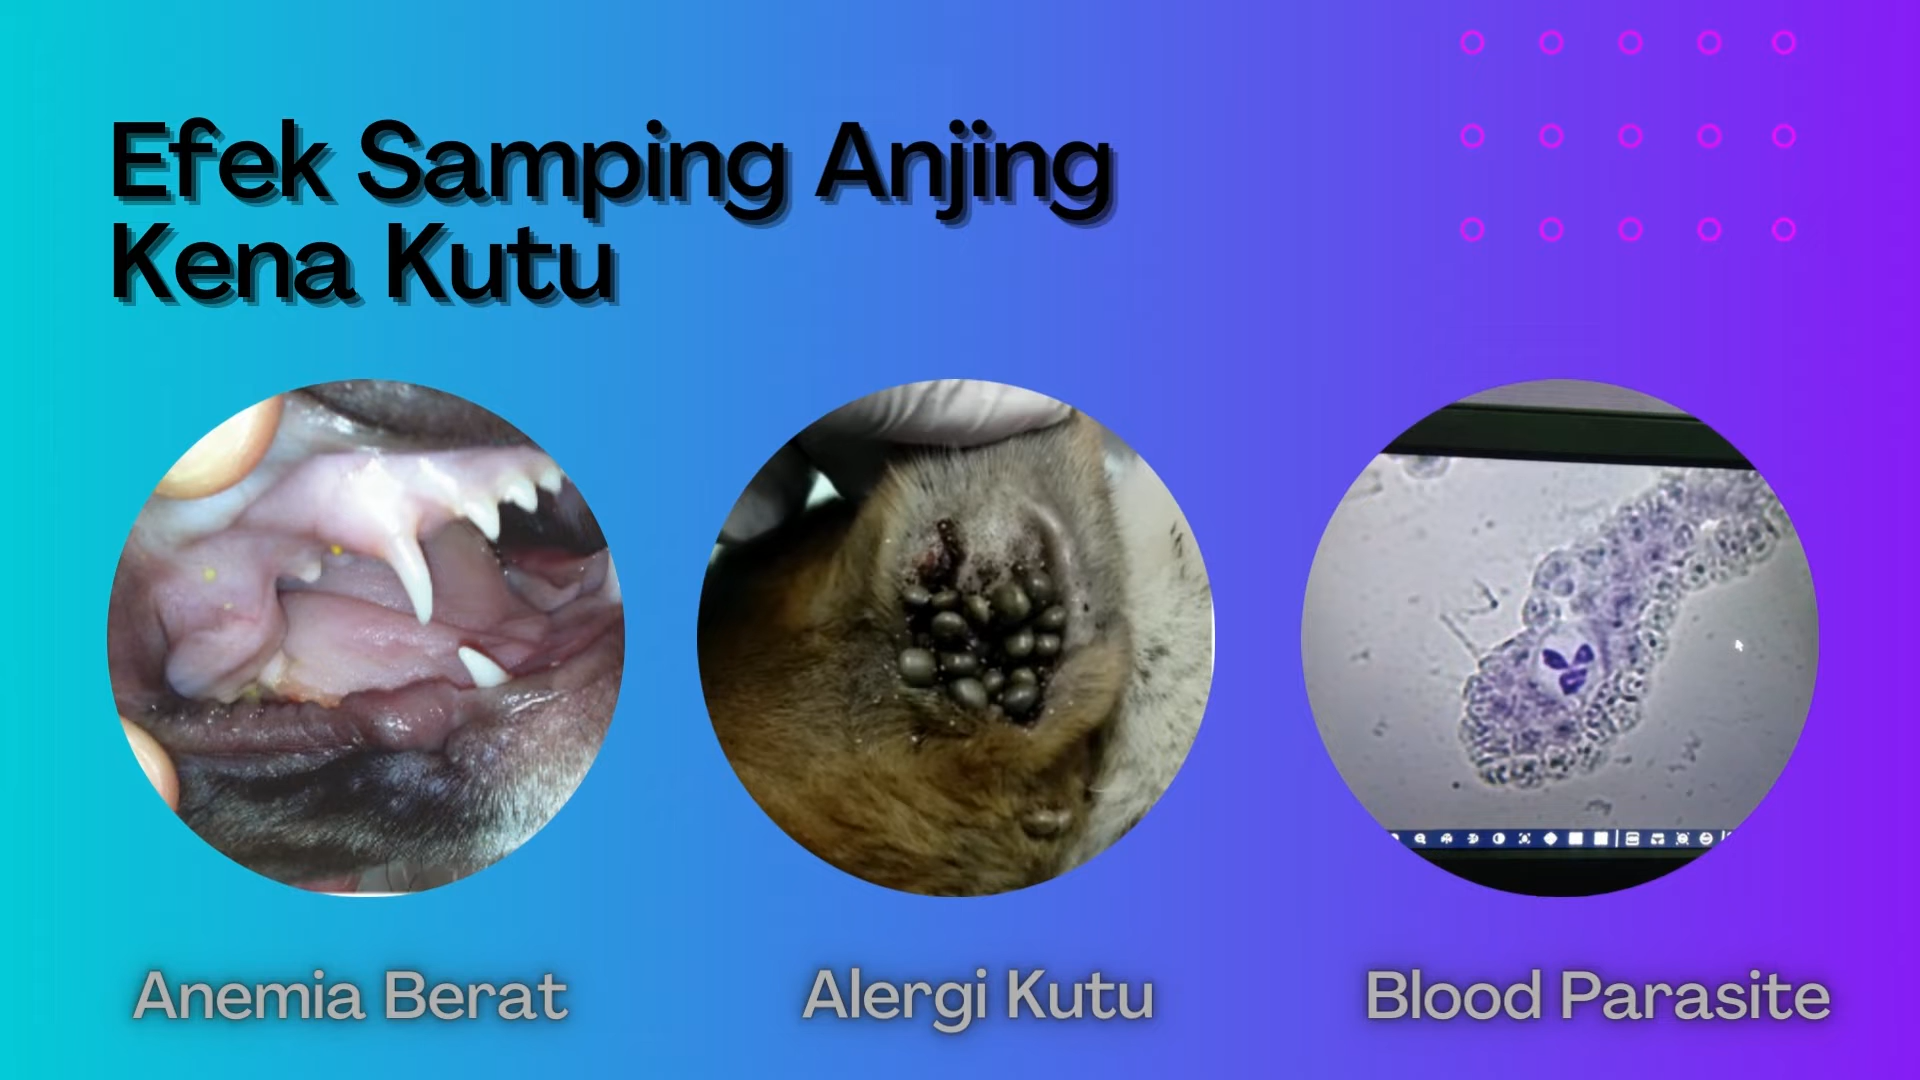 Efek Samping Anjing
Kena Kutu
Anemia Berat
Alergi Kutu
Blood Parasite